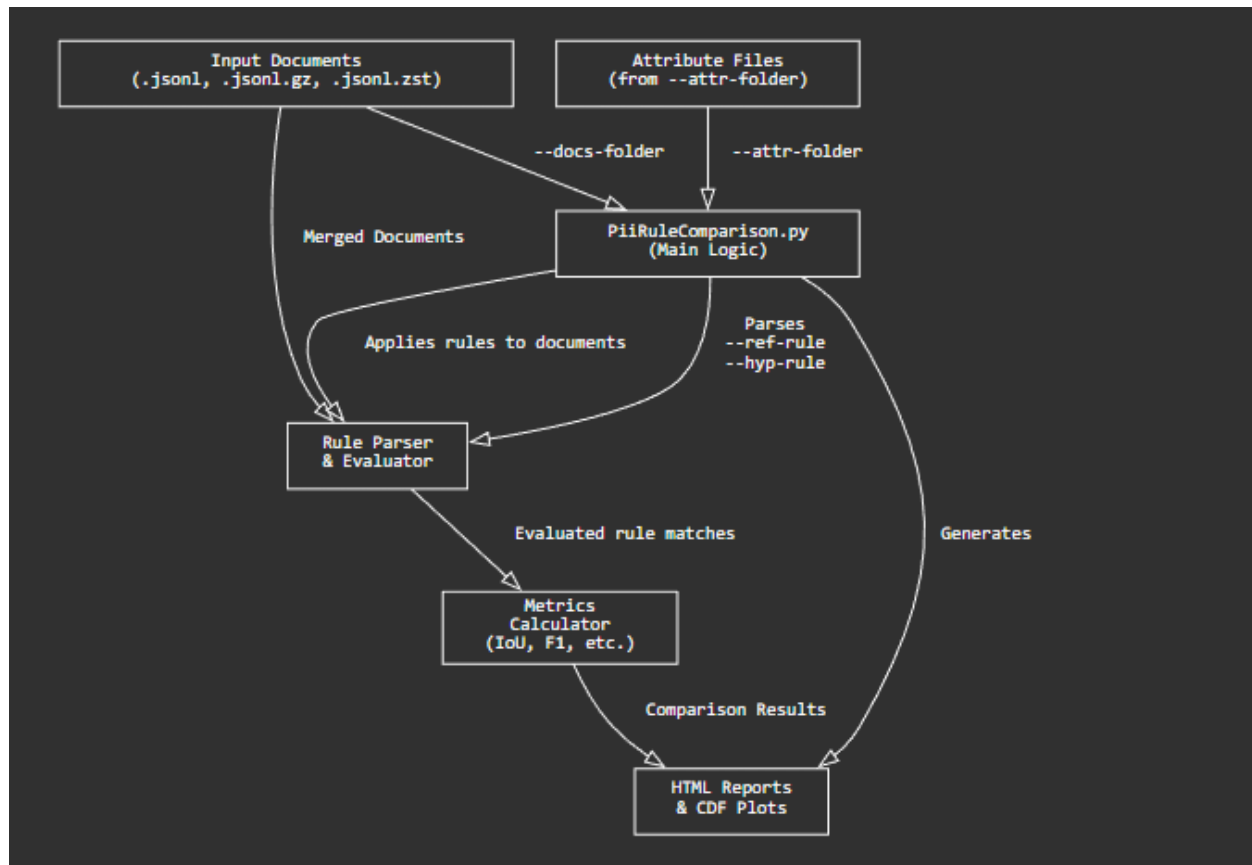 Input Documents
(.jsonl, .jsonl.gz, .jsonl.zst)
Attribute Files
(from --attr-folder)
--docs-folder
--attr-folder
PiiRuleComparison.py
(Main Logic)
Merged Documents
Applies rules to documents
Parses
--ref-rule
--hyp-rule
Rule Parser
& Evaluator
Evaluated rule matches
Generates
Metrics
Calculator
(IoU, F1, etc.)
Comparison Results
HTML Reports
& CDF Plots